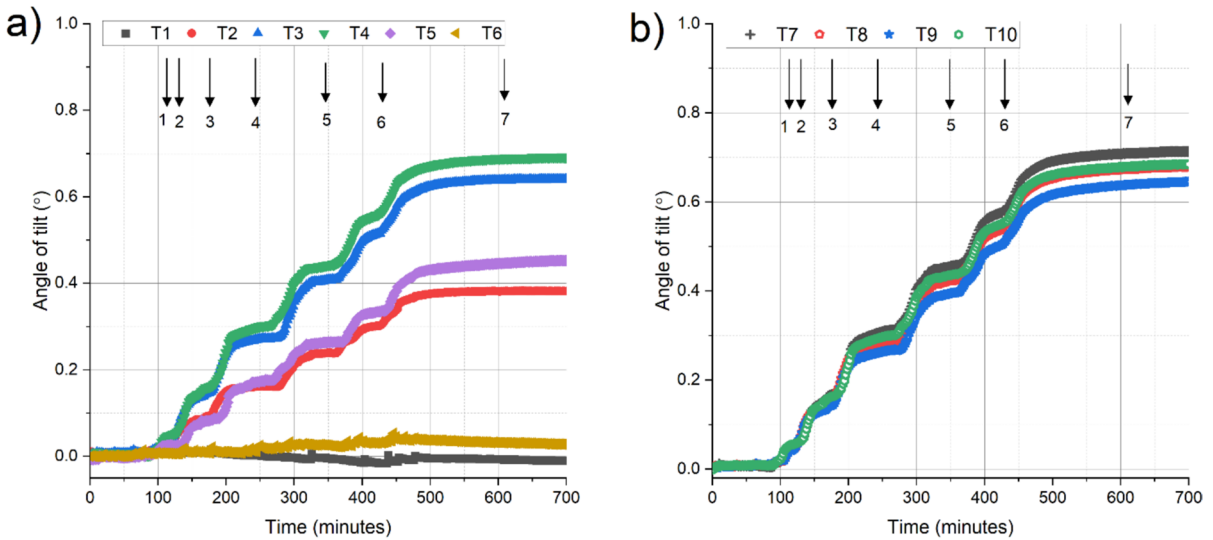 a)
T1 T2 T3 T4 T5 T6
1.0
0.8
0.6
0.4
0.2
0.0
Angle of tilt (°)
1 2 3 4 5 6 7
0 100 200 300 400 500 600 700
Time (minutes)
b)
T7 T8 T9 T10
1.0
0.8
0.6
0.4
0.2
0.0
Angle of tilt (°)
1 2 3 4 5 6 7
0 100 200 300 400 500 600 700
Time (minutes)